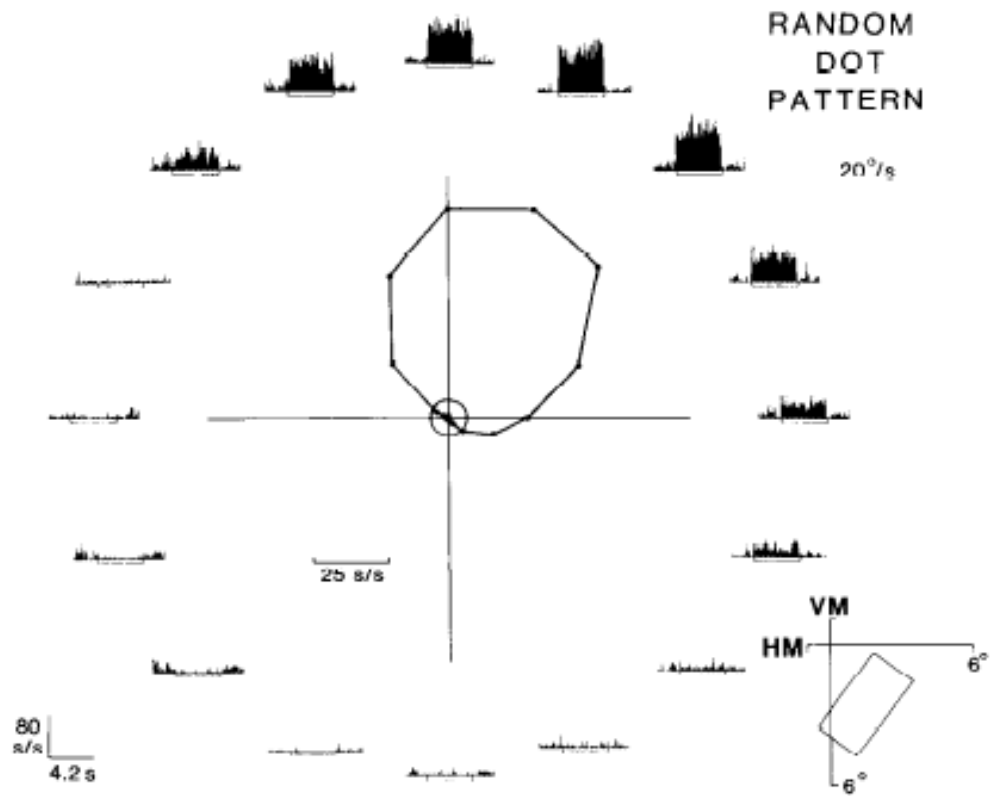 RANDOM
DOT
PATTERN
20°/s
25 s/s
VM
HM
6°
80
s/s
4.2 s
6°